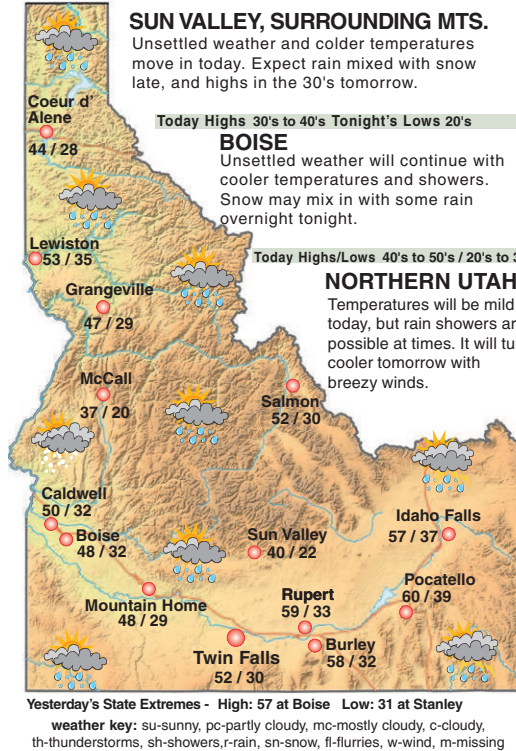 SUN VALLEY, SURROUNDING MTS.
Unsettled weather and colder temperatures
move in today. Expect rain mixed with snow
late, and highs in the 30's tomorrow.
Today Highs 30's to 40's Tonight's Lows 20's
BOISE
Unsettled weather will continue with
cooler temperatures and showers.
Snow may mix in with some rain
overnight tonight.
Today Highs/Lows 40's to 50's / 20's to
NORTHERN UTAH
Temperatures will be mild
today, but rain showers ar
possible at times. It will tu
cooler tomorrow with
breezy winds.
Coeur d'
Alene
44 / 28
Lewiston
53 / 35
Grangeville
47 / 29
McCall
37 / 20
Salmon
52 / 30
Caldwell
50 / 32
Boise
48 / 32
Sun Valley
40 / 22
Idaho Falls
57 / 37
Mountain Home
48 / 29
Rupert
59 / 33
Pocatello
60 / 39
Twin Falls
52 / 30
Burley
58 / 32
Yesterday's State Extremes - High: 57 at Boise Low: 31 at Stanley
weather key: su-sunny, pc-partly cloudy, mc-mostly cloudy, c-cloudy,
th-thunderstorms, sh-showers,r-rain, sn-snow, fl-flurries, w-wind, m-missing